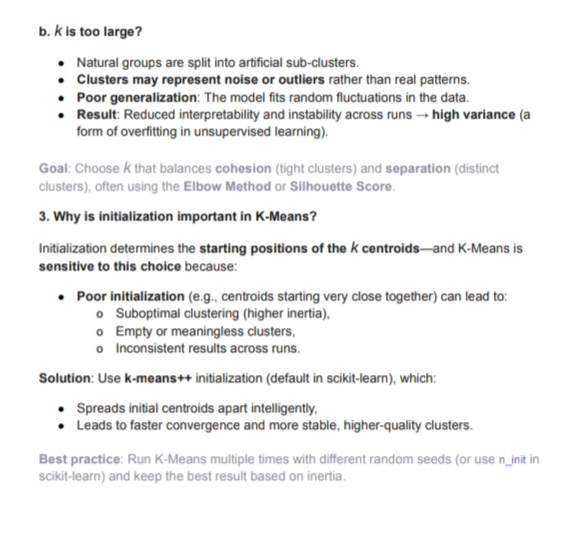 b. k is too large?
• Natural groups are split into artificial sub-clusters.
• Clusters may represent noise or outliers rather than real patterns.
• Poor generalization: The model fits random fluctuations in the data.
• Result: Reduced interpretability and instability across runs → high variance (a
form of overfitting in unsupervised learning).
Goal: Choose k that balances cohesion (tight clusters) and separation (distinct
clusters), often using the Elbow Method or Silhouette Score.
3. Why is initialization important in K-Means?
Initialization determines the starting positions of the k centroids—and K-Means is
sensitive to this choice because:
• Poor initialization (e.g., centroids starting very close together) can lead to:
o Suboptimal clustering (higher inertia),
o Empty or meaningless clusters,
o Inconsistent results across runs.
Solution: Use k-means++ initialization (default in scikit-learn), which:
• Spreads initial centroids apart intelligently,
• Leads to faster convergence and more stable, higher-quality clusters.
Best practice: Run K-Means multiple times with different random seeds (or use n_init in
scikit-learn) and keep the best result based on inertia.